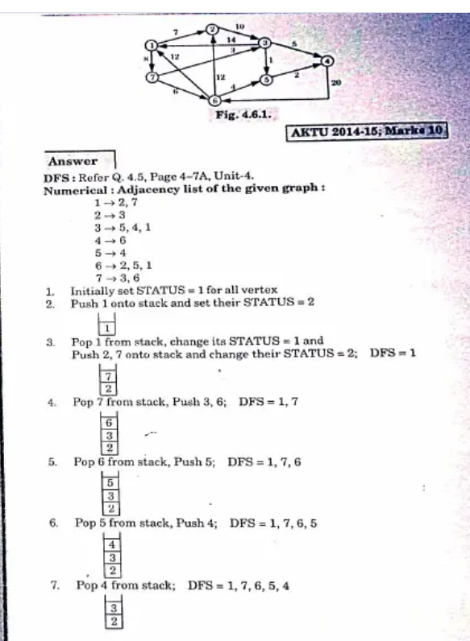 7
2
10
1
14
3
3
5
8
12
1
4
7
12
5
2
6
4
20
6
Fig. 4.6.1.
AKTU 2014-15, Marks 10
Answer
DFS : Refer Q. 4.5, Page 4–7A, Unit-4.
Numerical : Adjacency list of the given graph :
1 → 2, 7
2 → 3
3 → 5, 4, 1
4 → 6
5 → 4
6 → 2, 5, 1
7 → 3, 6
1. Initially set STATUS = 1 for all vertex
2. Push 1 onto stack and set their STATUS = 2
1
3. Pop 1 from stack, change its STATUS = 1 and
Push 2, 7 onto stack and change their STATUS = 2; DFS = 1
7
2
4. Pop 7 from stack, Push 3, 6; DFS = 1, 7
6
3
2
5. Pop 6 from stack, Push 5; DFS = 1, 7, 6
5
3
2
6. Pop 5 from stack, Push 4; DFS = 1, 7, 6, 5
4
3
2
7. Pop 4 from stack; DFS = 1, 7, 6, 5, 4
3
2